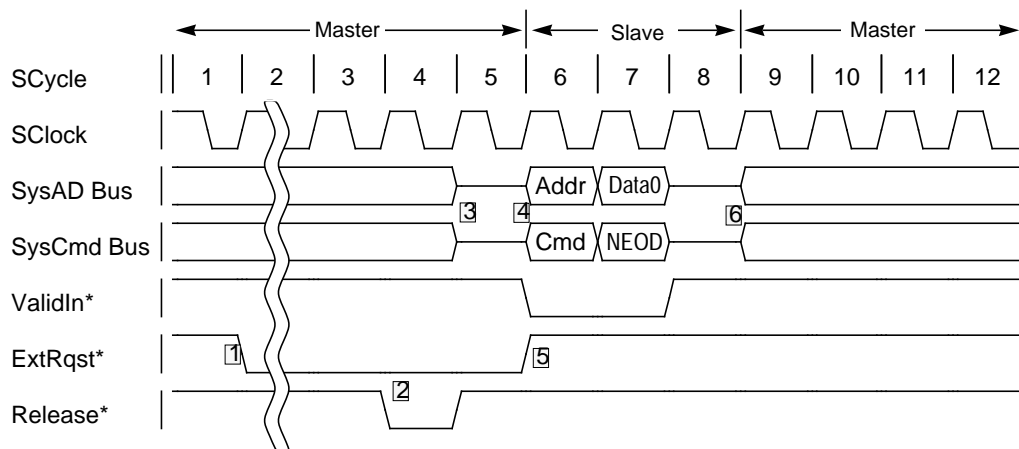 Master Slave Master
SCycle 1 2 3 4 5 6 7 8 9 10 11 12
SClock
SysAD Bus Addr Data0
3 4 6
SysCmd Bus Cmd NEOD
ValidIn*
ExtRqst* 1 5
2
Release*